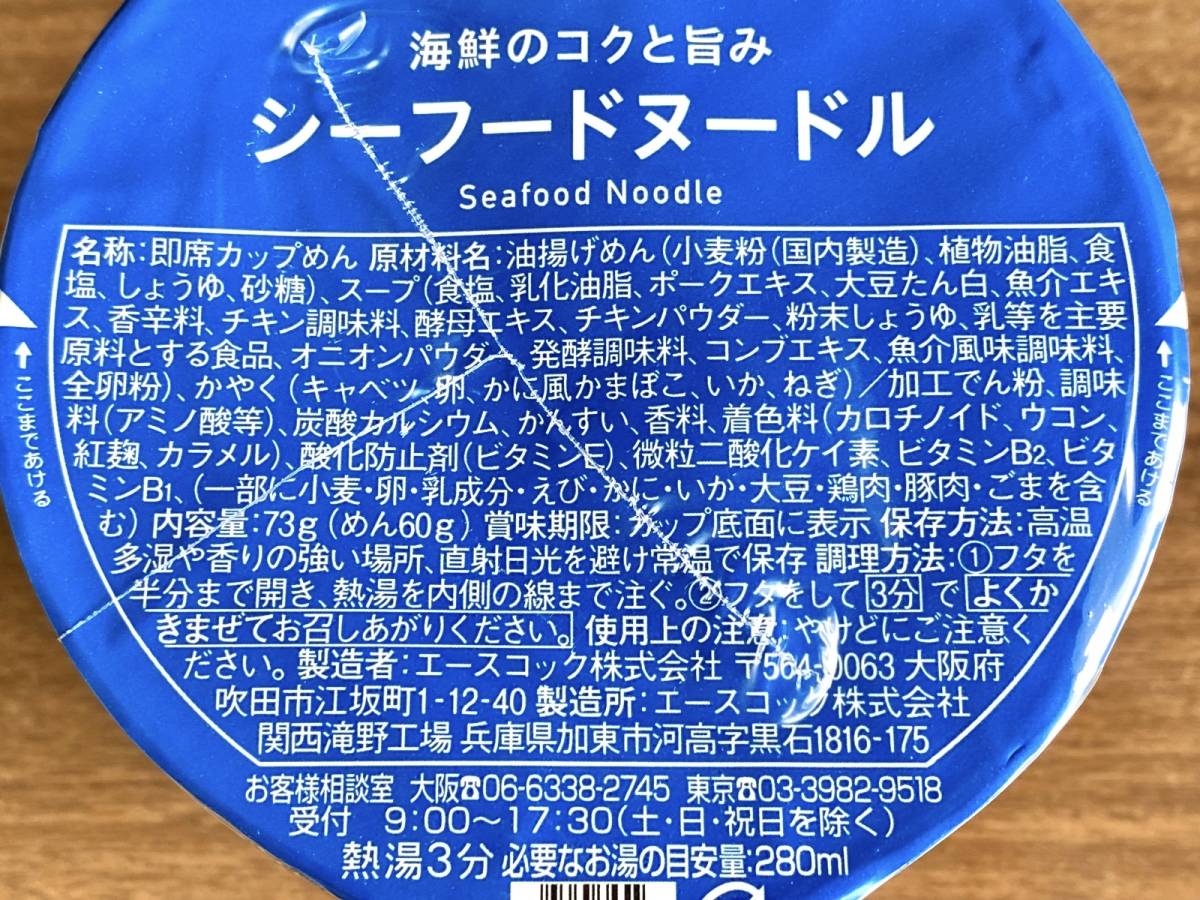 海鮮のコクと旨み
シーフードヌードル
Seafood Noodle
名称:即席カップめん 原材料名:油揚げめん(小麦粉(国内製造)、植物油脂、食
塩、しょうゆ、砂糖)、スープ(食塩、乳化油脂、ポークエキス、大豆たん白、魚介エキ
ス、香辛料、チキン調味料、酵母エキス、チキンパウダー、粉末しょうゆ、乳等を主要
原料とする食品、オニオンパウダー、発酵調味料、コンブエキス、魚介風味調味料、
全卵粉)、かやく(キャベツ、卵、かに風かまぼこ、いか、ねぎ)/加工でん粉、調味
料(アミノ酸等)、炭酸カルシウム、かんすい、香料、着色料(カロチノイド、ウコン、
紅麹、カラメル)、酸化防止剤(ビタミンE)、微粒二酸化ケイ素、ビタミンB2、ビタ
ミンB1、(一部に小麦・卵・乳成分・えび・かに・いか・大豆・鶏肉・豚肉・ごまを含
む) 内容量:73g(めん60g) 賞味期限:カップ底面に表示 保存方法:高温
多湿や香りの強い場所、直射日光を避け常温で保存 調理方法:①フタを
半分まで開き、熱湯を内側の線まで注ぐ。②フタをして3分でよくか
きまぜてお召しあがりください。使用上の注意:やけどにご注意く
ださい。製造者:エースコック株式会社 〒564-0063 大阪府
吹田市江坂町1-12-40 製造所:エースコック株式会社
関西滝野工場 兵庫県加東市河高字黒石1816-175
お客様相談室 大阪☎06-6338-2745 東京☎03-3982-9518
受付 9:00〜17:30(土・日・祝日を除く)
熱湯3分 必要なお湯の目安量:280ml
↑ここまであける
↑ここまであける